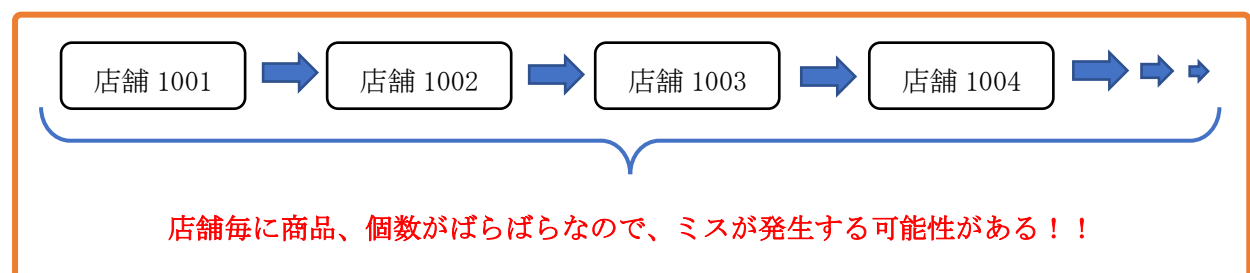 店舗 1001
店舗 1002
店舗 1003
店舗 1004
店舗毎に商品、個数がばらばらなので、ミスが発生する可能性がある！！